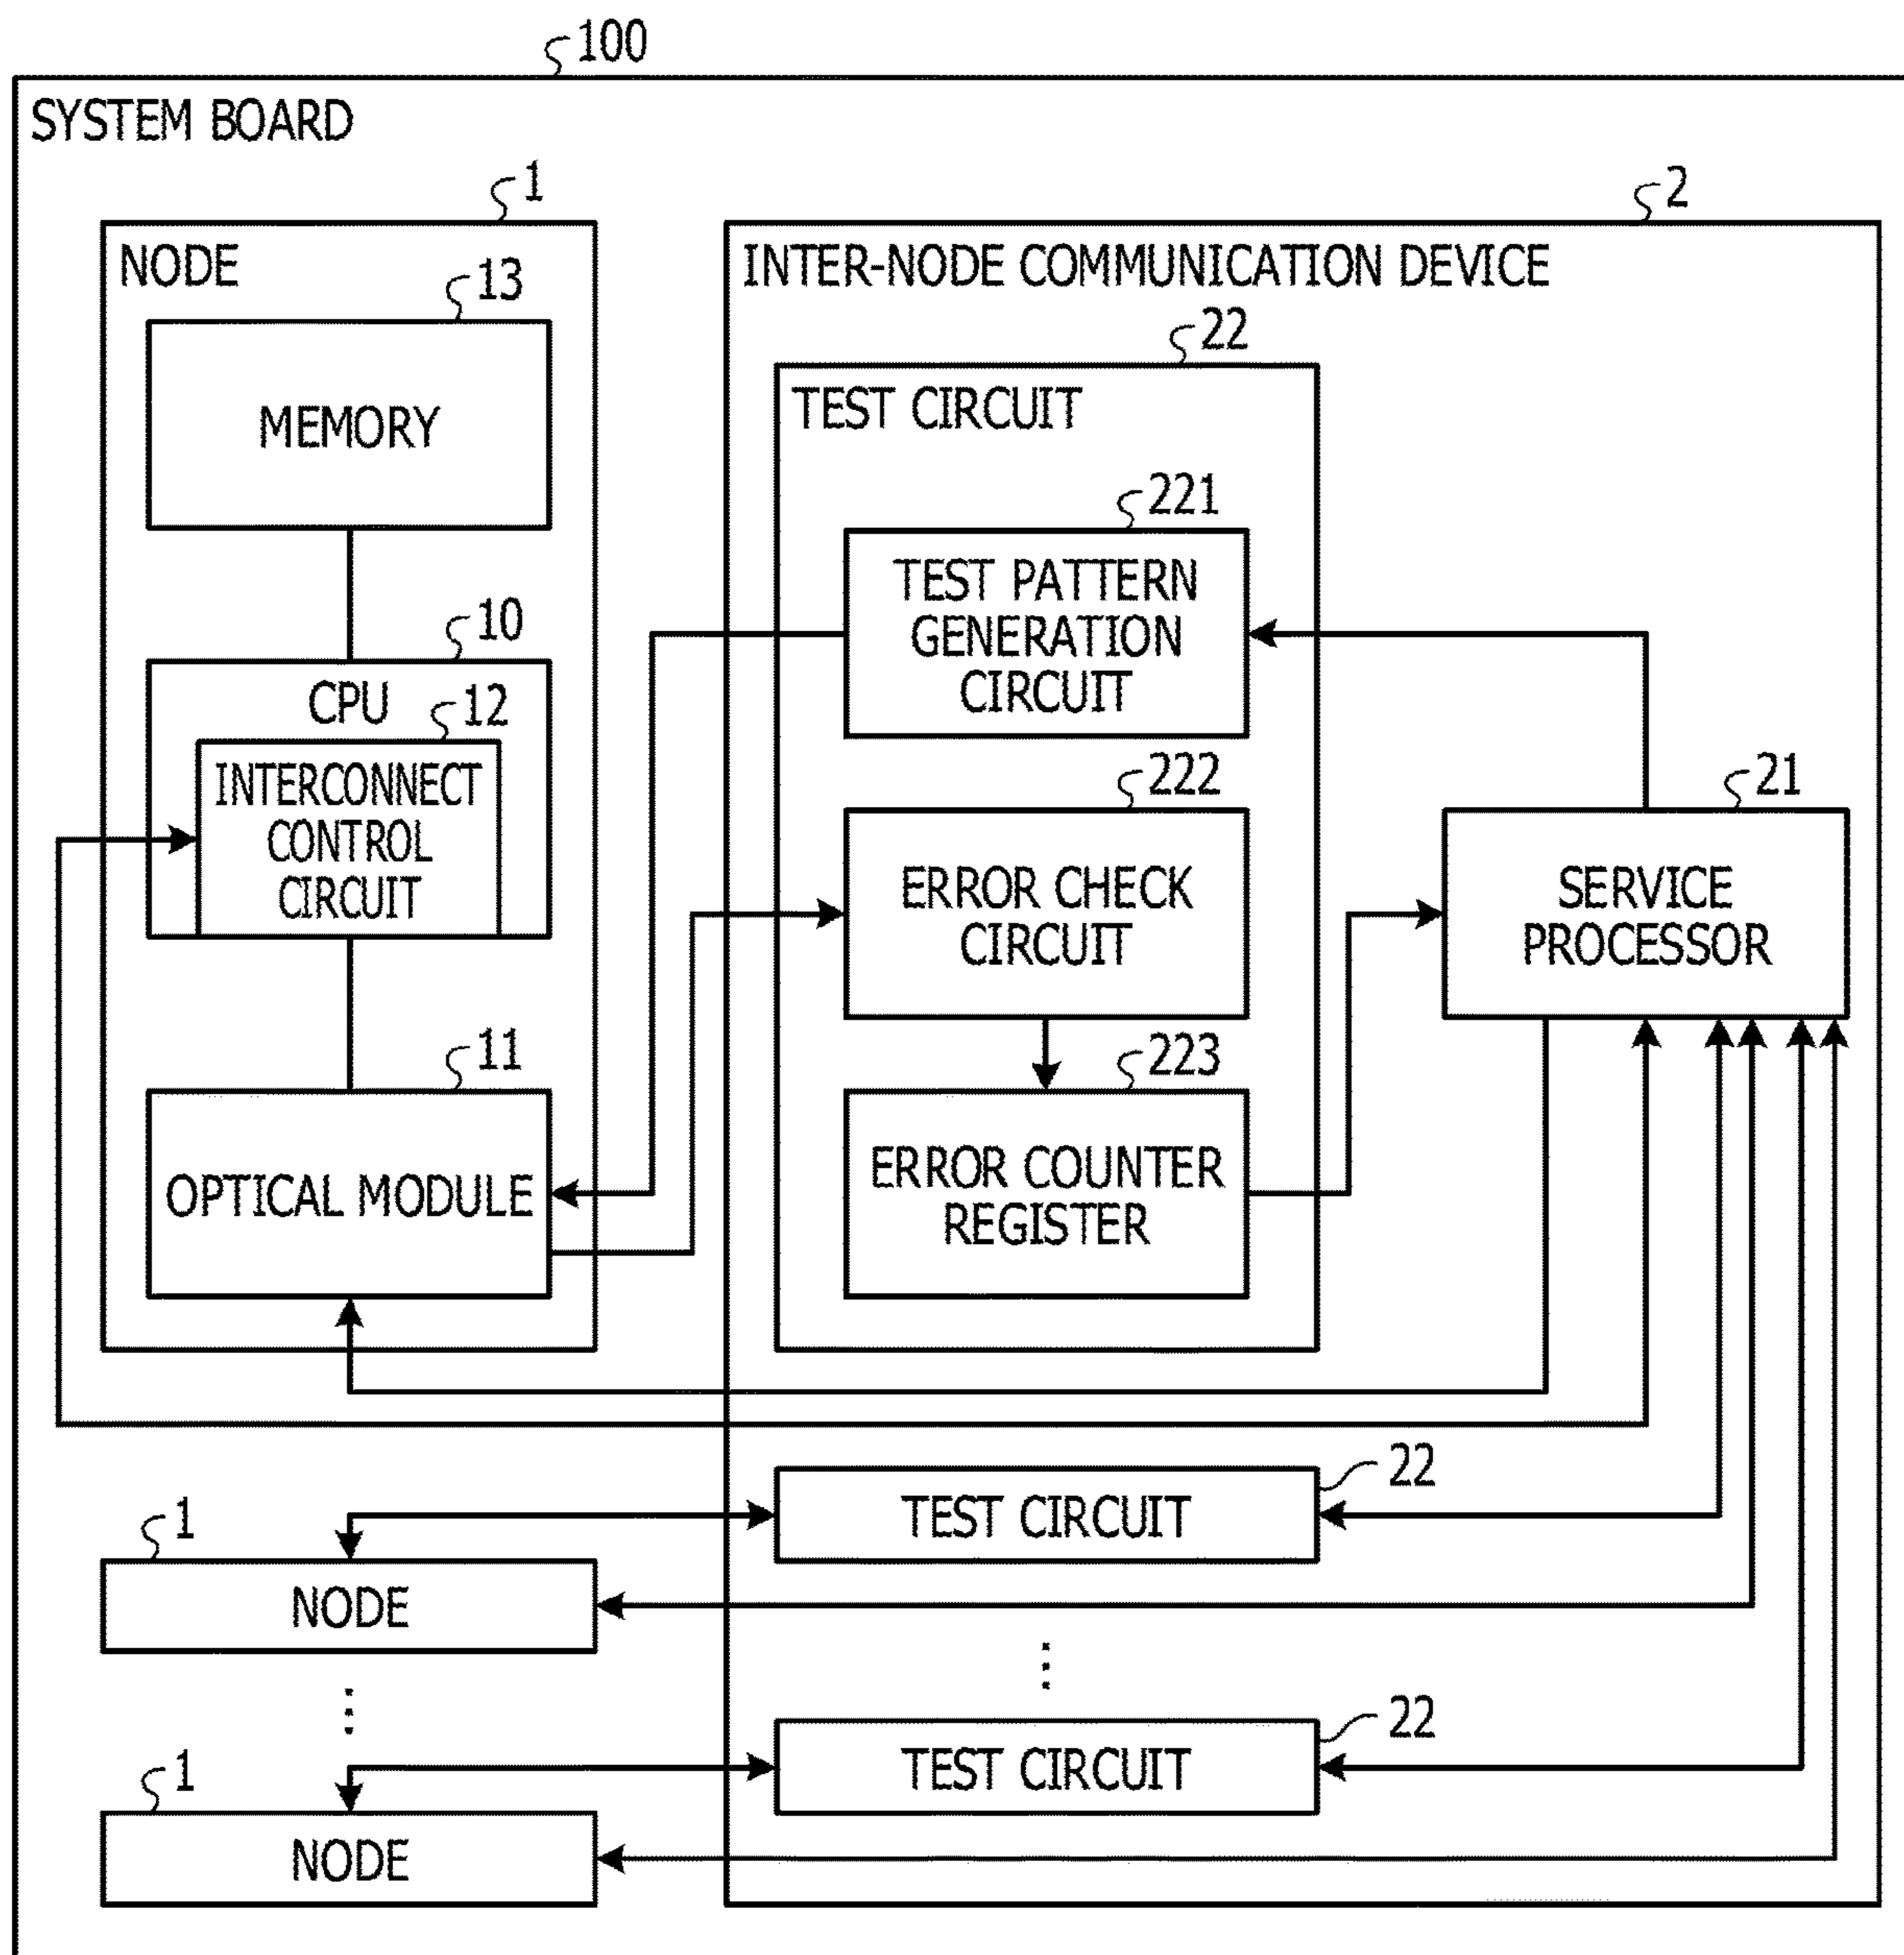 100
SYSTEM BOARD
1
2
NODE
INTER-NODE COMMUNICATION DEVICE
13
MEMORY
22
TEST CIRCUIT
221
TEST PATTERN
GENERATION
CIRCUIT
10
CPU
12
INTERCONNECT
CONTROL
CIRCUIT
222
ERROR CHECK
CIRCUIT
21
SERVICE
PROCESSOR
11
OPTICAL MODULE
223
ERROR COUNTER
REGISTER
22
TEST CIRCUIT
1
NODE
22
TEST CIRCUIT
1
NODE